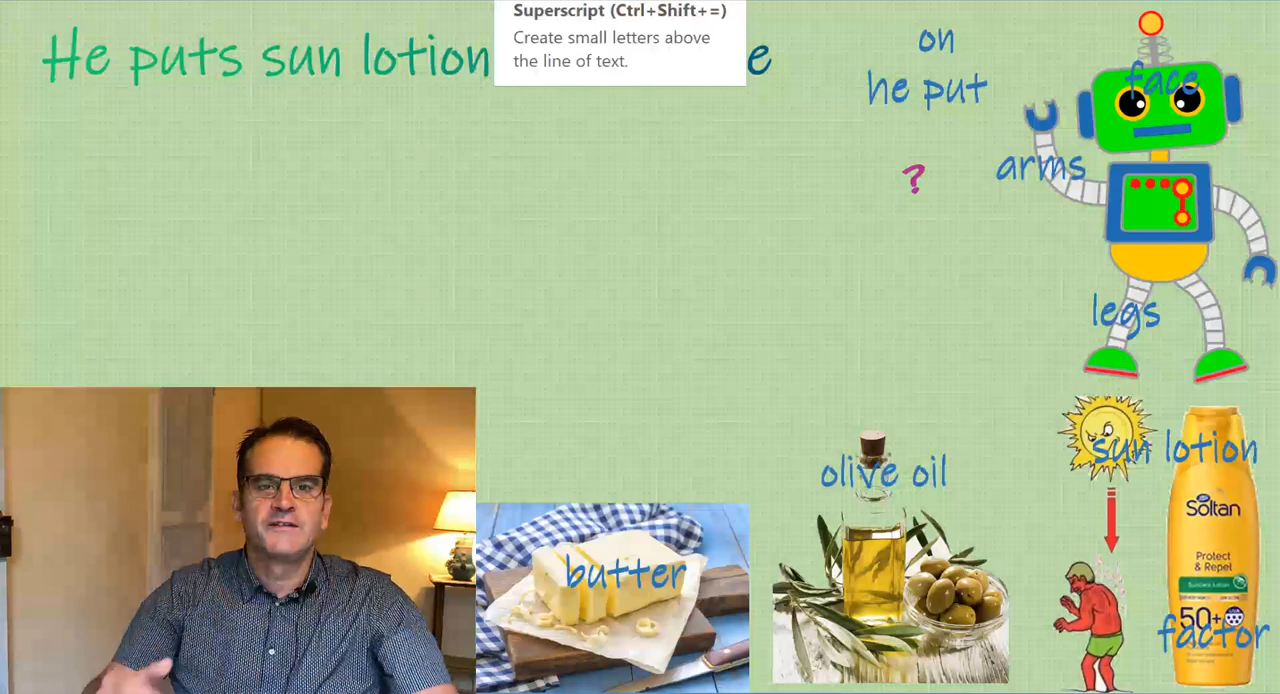 He puts sun lotion
e
Superscript (Ctrl+Shift+=)
Create small letters above
the line of text.
on
he put
?
face
arms
legs
sun lotion
Soltan
Protect
& Repel
50+
factor
olive oil
butter